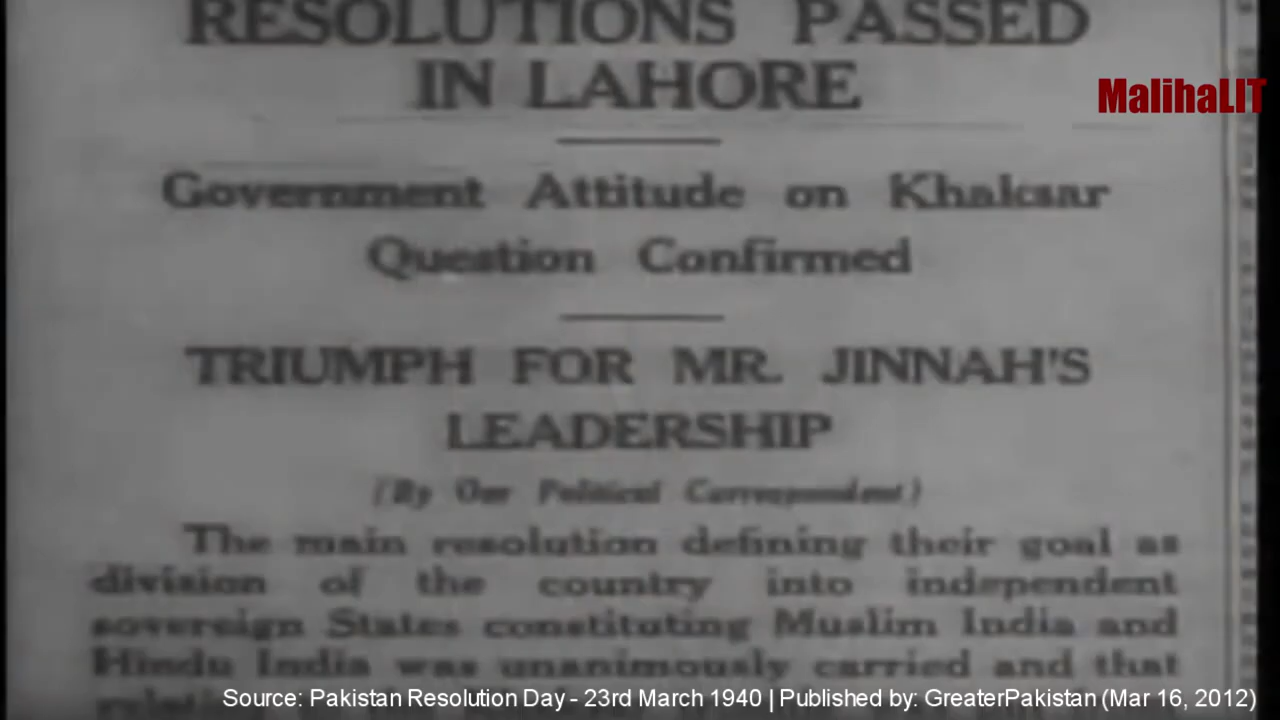 RESOLUTIONS PASSED
IN LAHORE
MalihaLIT
Government Attitude on Khaksar
Question Confirmed
TRIUMPH FOR MR. JINNAH'S
LEADERSHIP
(By Our Political Correspondent)
The main resolution defining their goal as
division of the country into independent
sovereign States constituting Muslim India and
Hindu India was unanimously carried and that
Source: Pakistan Resolution Day - 23rd March 1940 | Published by: GreaterPakistan (Mar 16, 2012)